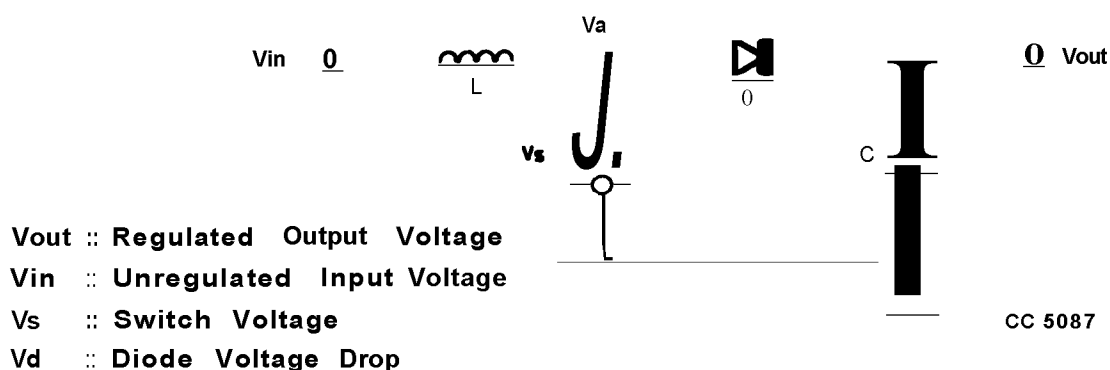 Va
Vin 0
L
0
0 Vout
Vs
C
Vout :: Regulated Output Voltage
Vin :: Unregulated Input Voltage
Vs :: Switch Voltage
Vd :: Diode Voltage Drop
CC 5087